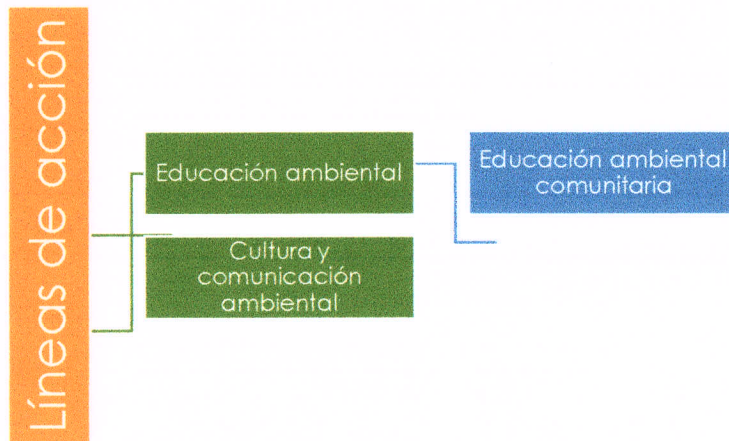 Líneas de acción
Educación ambiental
Cultura y
comunicación
ambiental
Educación ambiental
comunitaria